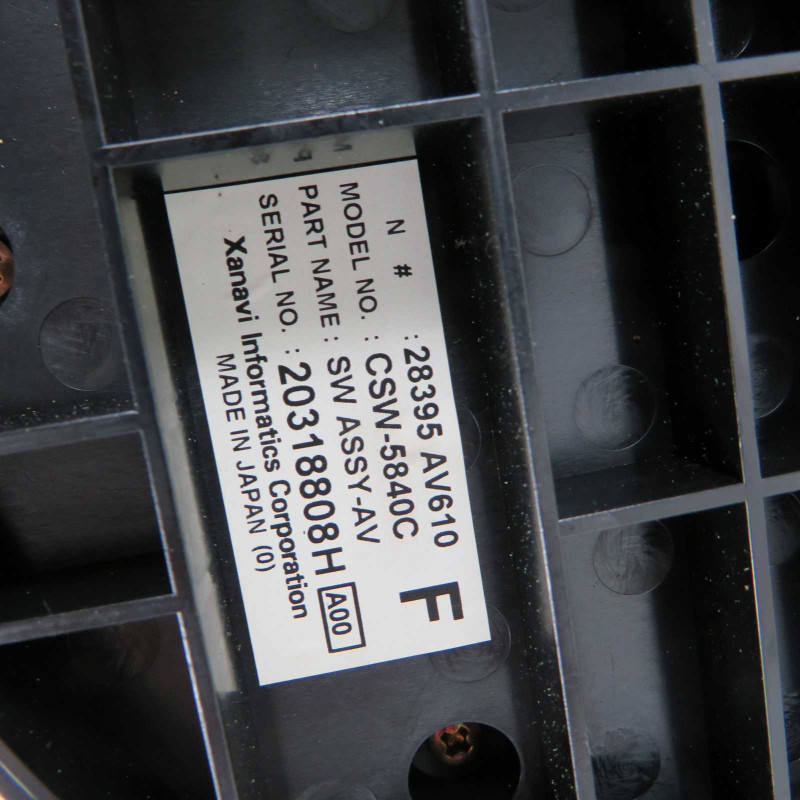 N # : 28395 AV610
MODEL NO. : CSW-5840C F
PART NAME : SW ASSY-AV
SERIAL NO. : 20318808H A00
Xanavi Informatics Corporation
MADE IN JAPAN (0)